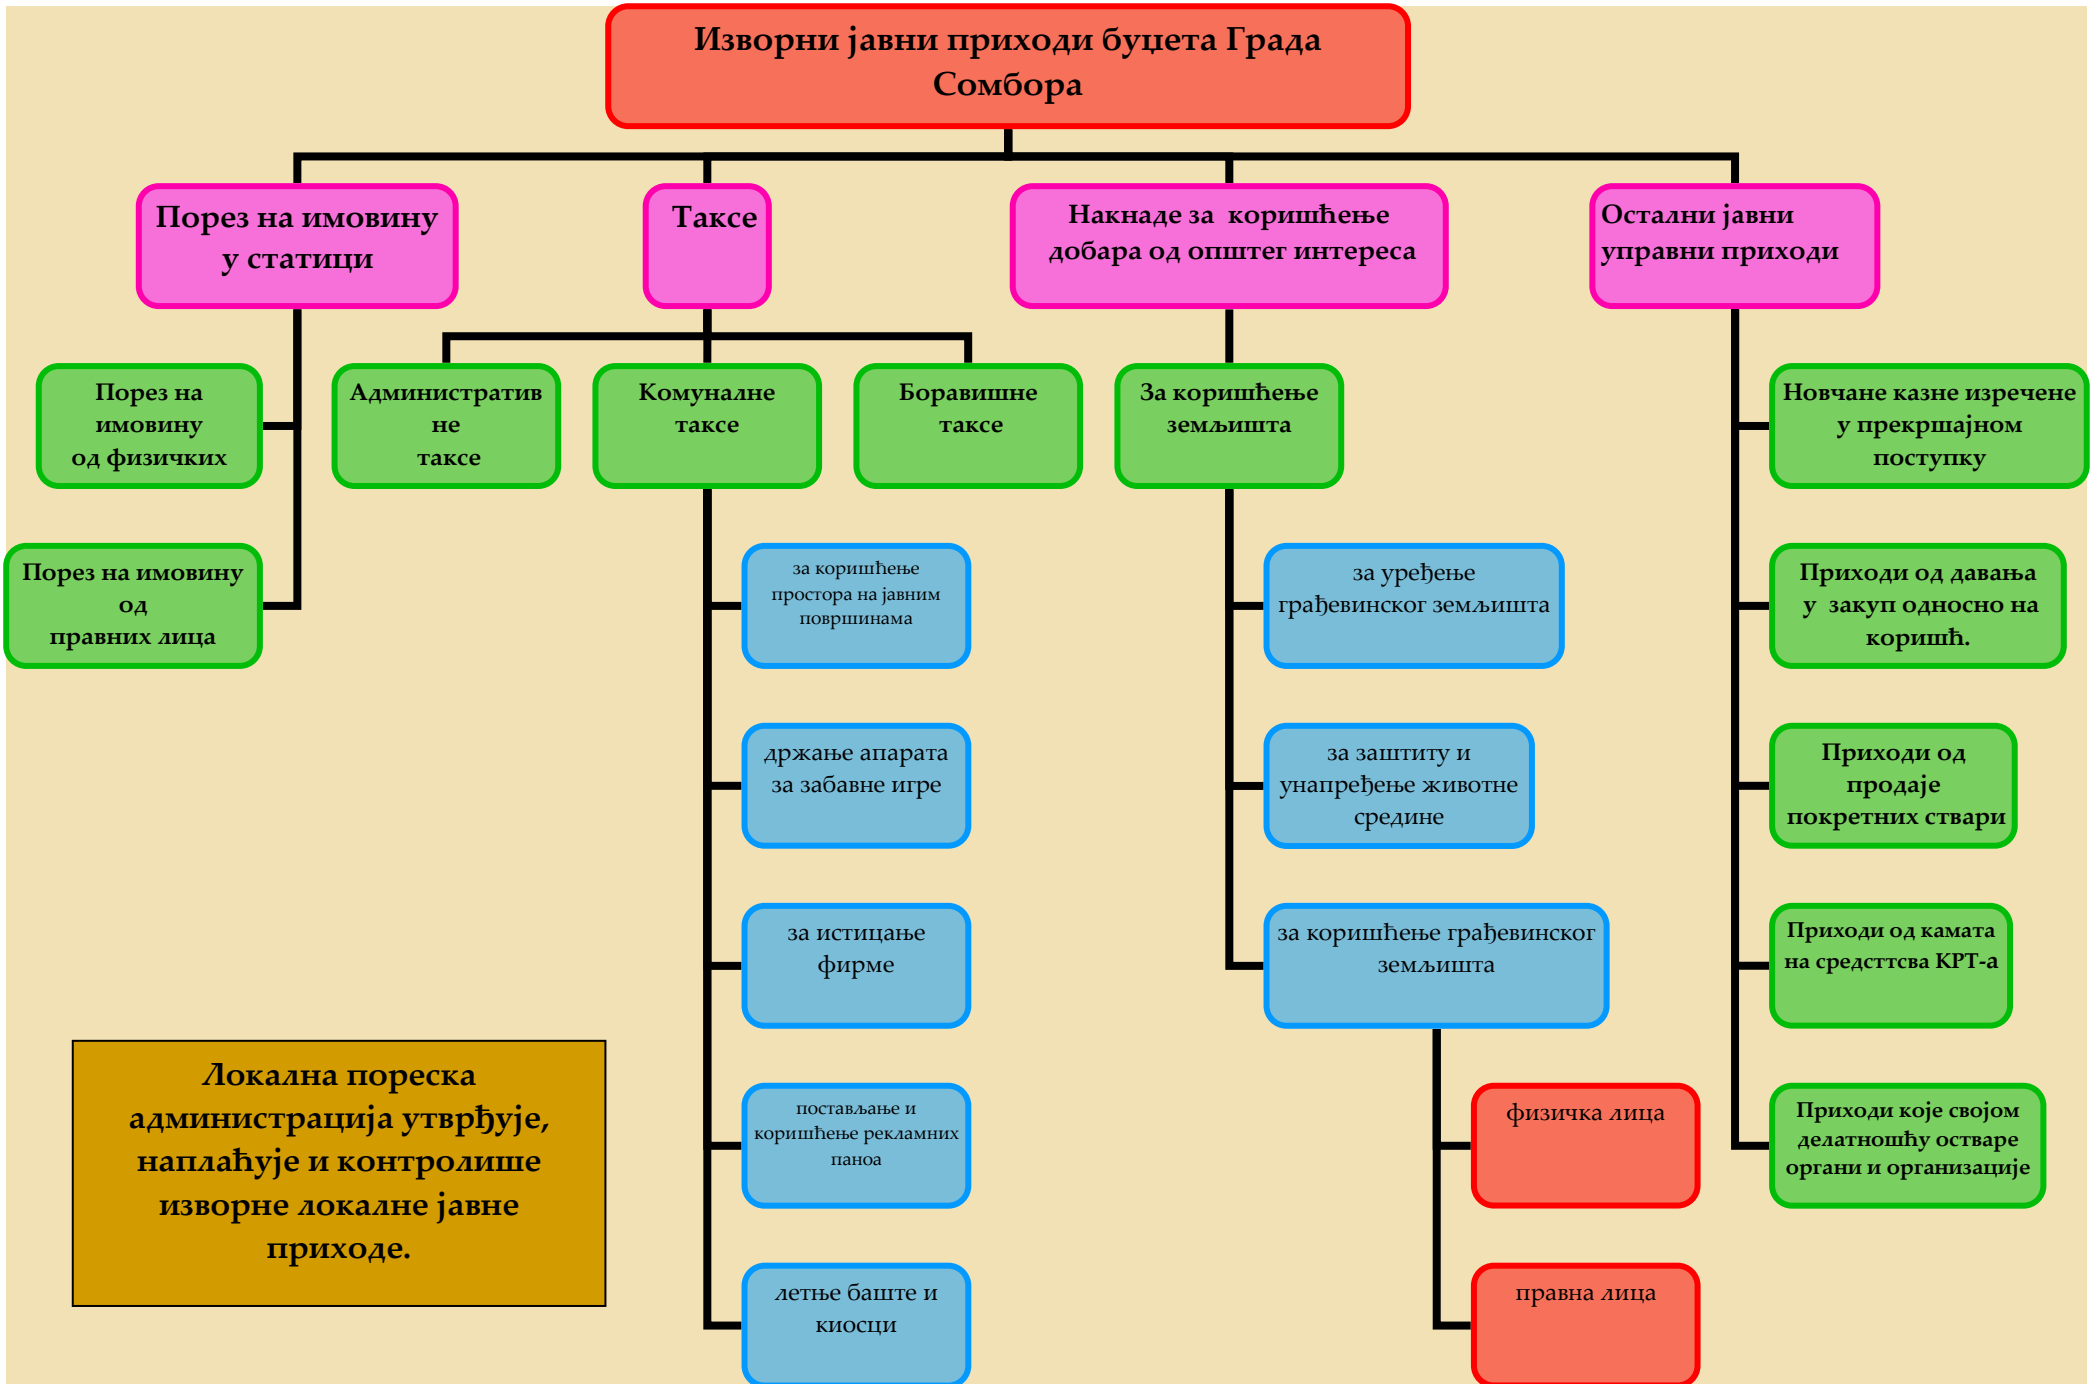 Изворни јавни приходи буџета Града
Сомбора
Порез на имовину
у статици
Таксе
Накнаде за коришћење
добара од општег интереса
Остални јавни
управни приходи
Порез на
имовину
од физичких
Административ
не
таксе
Комуналне
таксе
Боравишне
таксе
За коришћење
земљишта
Новчане казне изречене
у прекршајном
поступку
Порез на имовину
од
правних лица
за коришћење
простора на јавним
површинама
за уређење
грађевинског земљишта
Приходи од давања
у закуп односно на
коришћ.
држање апарата
за забавне игре
за заштиту и
унапређење животне
средине
Приходи од
продаје
покретних ствари
за истицање
фирме
за коришћење грађевинског
земљишта
Приходи од камата
на средсттсва КРТ-а
Локална пореска
администрација утврђује,
наплаћује и контролише
изворне локалне јавне
приходе.
постављање и
коришћење рекламних
паноа
физичка лица
Приходи које својом
делатношћу остваре
органи и организације
летње баште и
киосци
правна лица